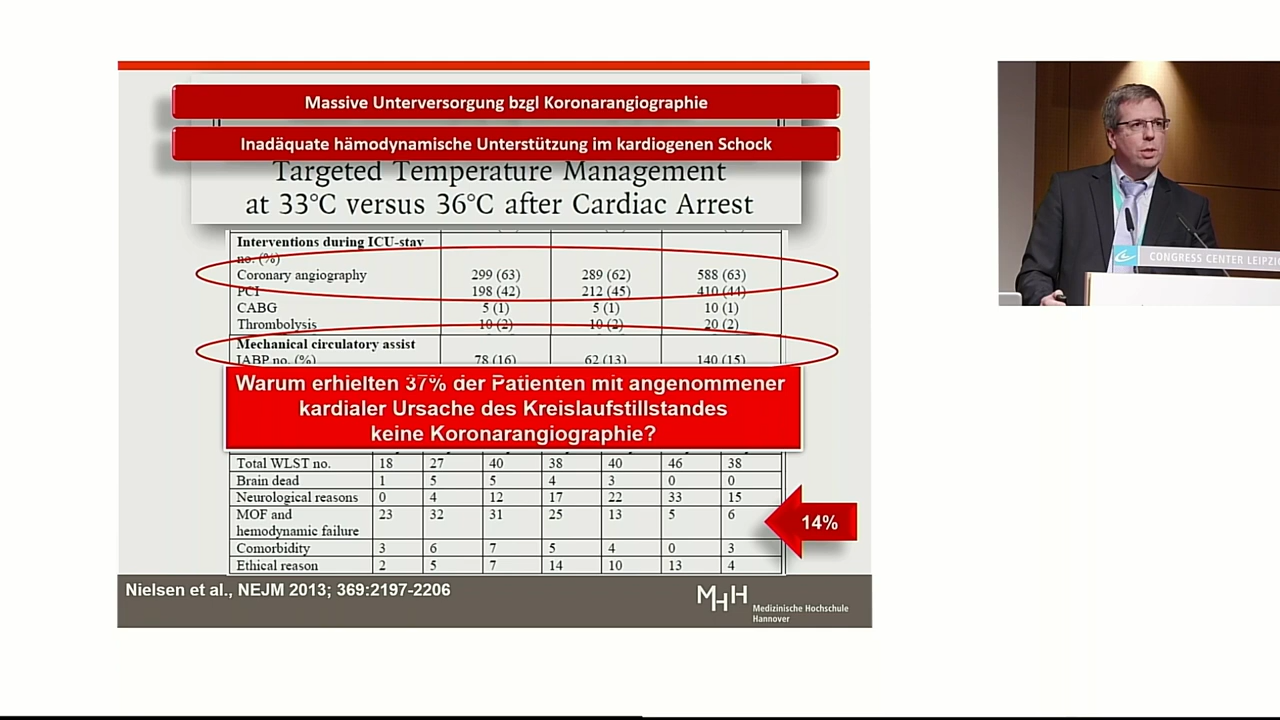 Massive Unterversorgung bzgl Koronarangiographie
Inadäquate hämodynamische Unterstützung im kardiogenen Schock
Targeted Temperature Management
at 33°C versus 36°C after Cardiac Arrest
Interventions during ICU-stay
no. (%)
Coronary angiography 299 (63) 289 (62) 588 (63)
PCI 198 (42) 212 (45) 410 (44)
CABG 5 (1) 5 (1) 10 (1)
Thrombolysis 10 (2) 10 (2) 20 (2)
Mechanical circulatory assist
IABP no. (%) 78 (16) 62 (13) 140 (15)
Warum erhielten 37% der Patienten mit angenommener
kardialer Ursache des Kreislaufstillstandes
keine Koronarangiographie?
Total WLST no. 18 27 40 38 40 46 38
Brain dead 1 5 5 4 3 0 0
Neurological reasons 0 4 12 17 22 33 15
MOF and 23 32 31 25 13 5 6
hemodynamic failure
14%
Comorbidity 3 6 7 5 4 0 3
Ethical reason 2 5 7 14 10 13 4
Nielsen et al., NEJM 2013; 369:2197-2206
MHH
Medizinische Hochschule
Hannover
CONGRESS CENTER LEIPZIG